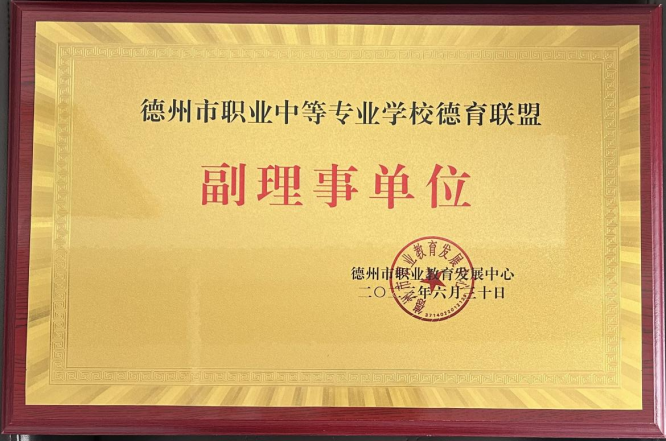 德州市职业中等专业学校德育联盟
副理事单位
德州市职业教育发展中心
二〇二 年六月三十日